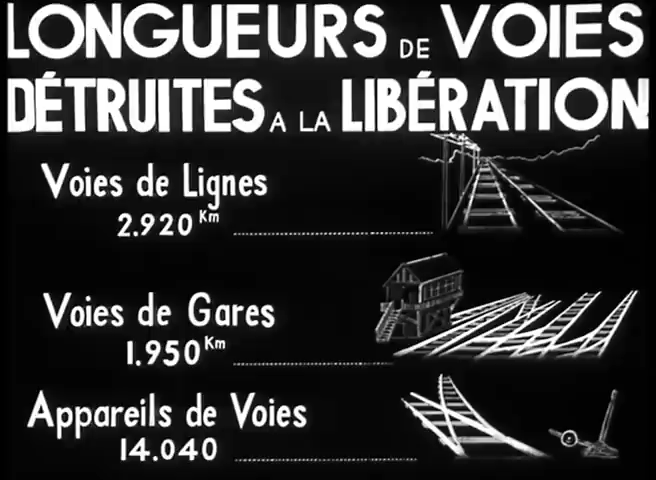 LONGUEURS DE VOIES
DÉTRUITES A LA LIBÉRATION
Voies de Lignes
2.920 Km
Voies de Gares
1.950 Km
Appareils de Voies
14.040